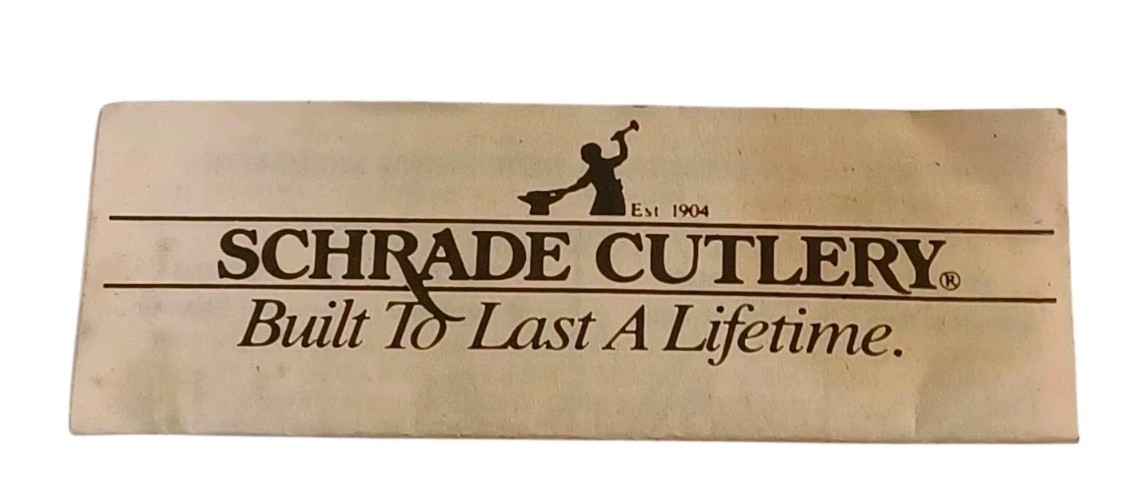 Est 1904
SCHRADE CUTLERY®
Built To Last A Lifetime.